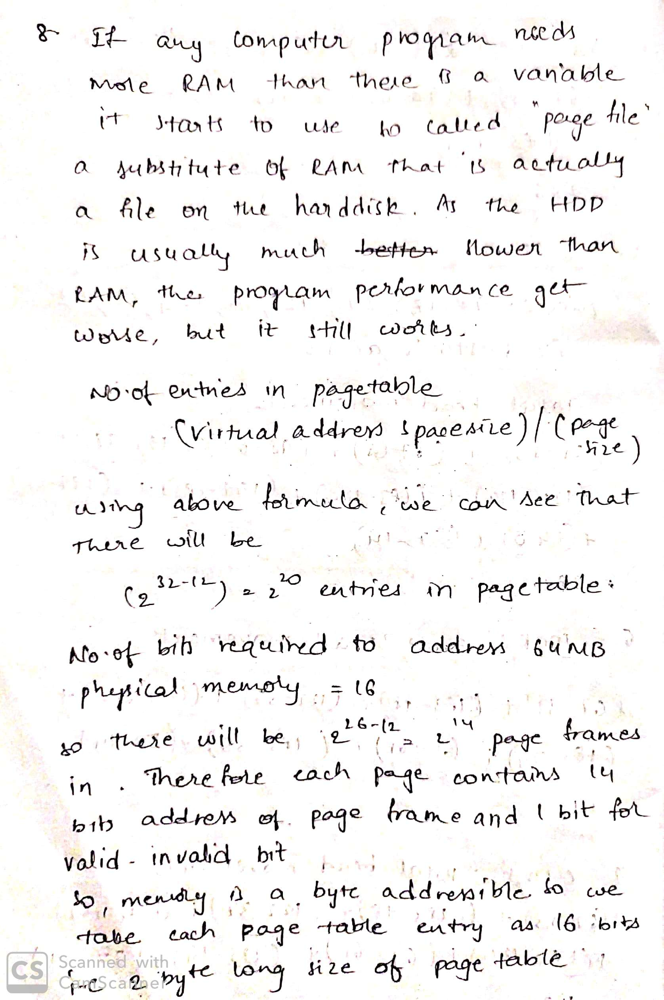 8 If any computer program needs
more RAM than there is a variable
it starts to use so called "page file"
a substitute of RAM that is actually
a file on the harddisk. As the HDD
is usually much better slower than
RAM, the program performance get
worse, but it still works.
No. of entries in pagetable
(virtual address spacesize) / (page
size)
using above formula, we can see that
There will be
(2^32-12) = 2^20 entries in pagetable.
No. of bits required to address 64MB
physical memory = 16
so there will be 2^26-12 = 2^14 page frames
in . Therefore each page contains 14
bits address of page frame and 1 bit for
valid - invalid bit
So, memory is a byte addressible so we
take each page table entry as 16 bits
i.e 2 byte long size of page table
CS Scanned with
CamScanner